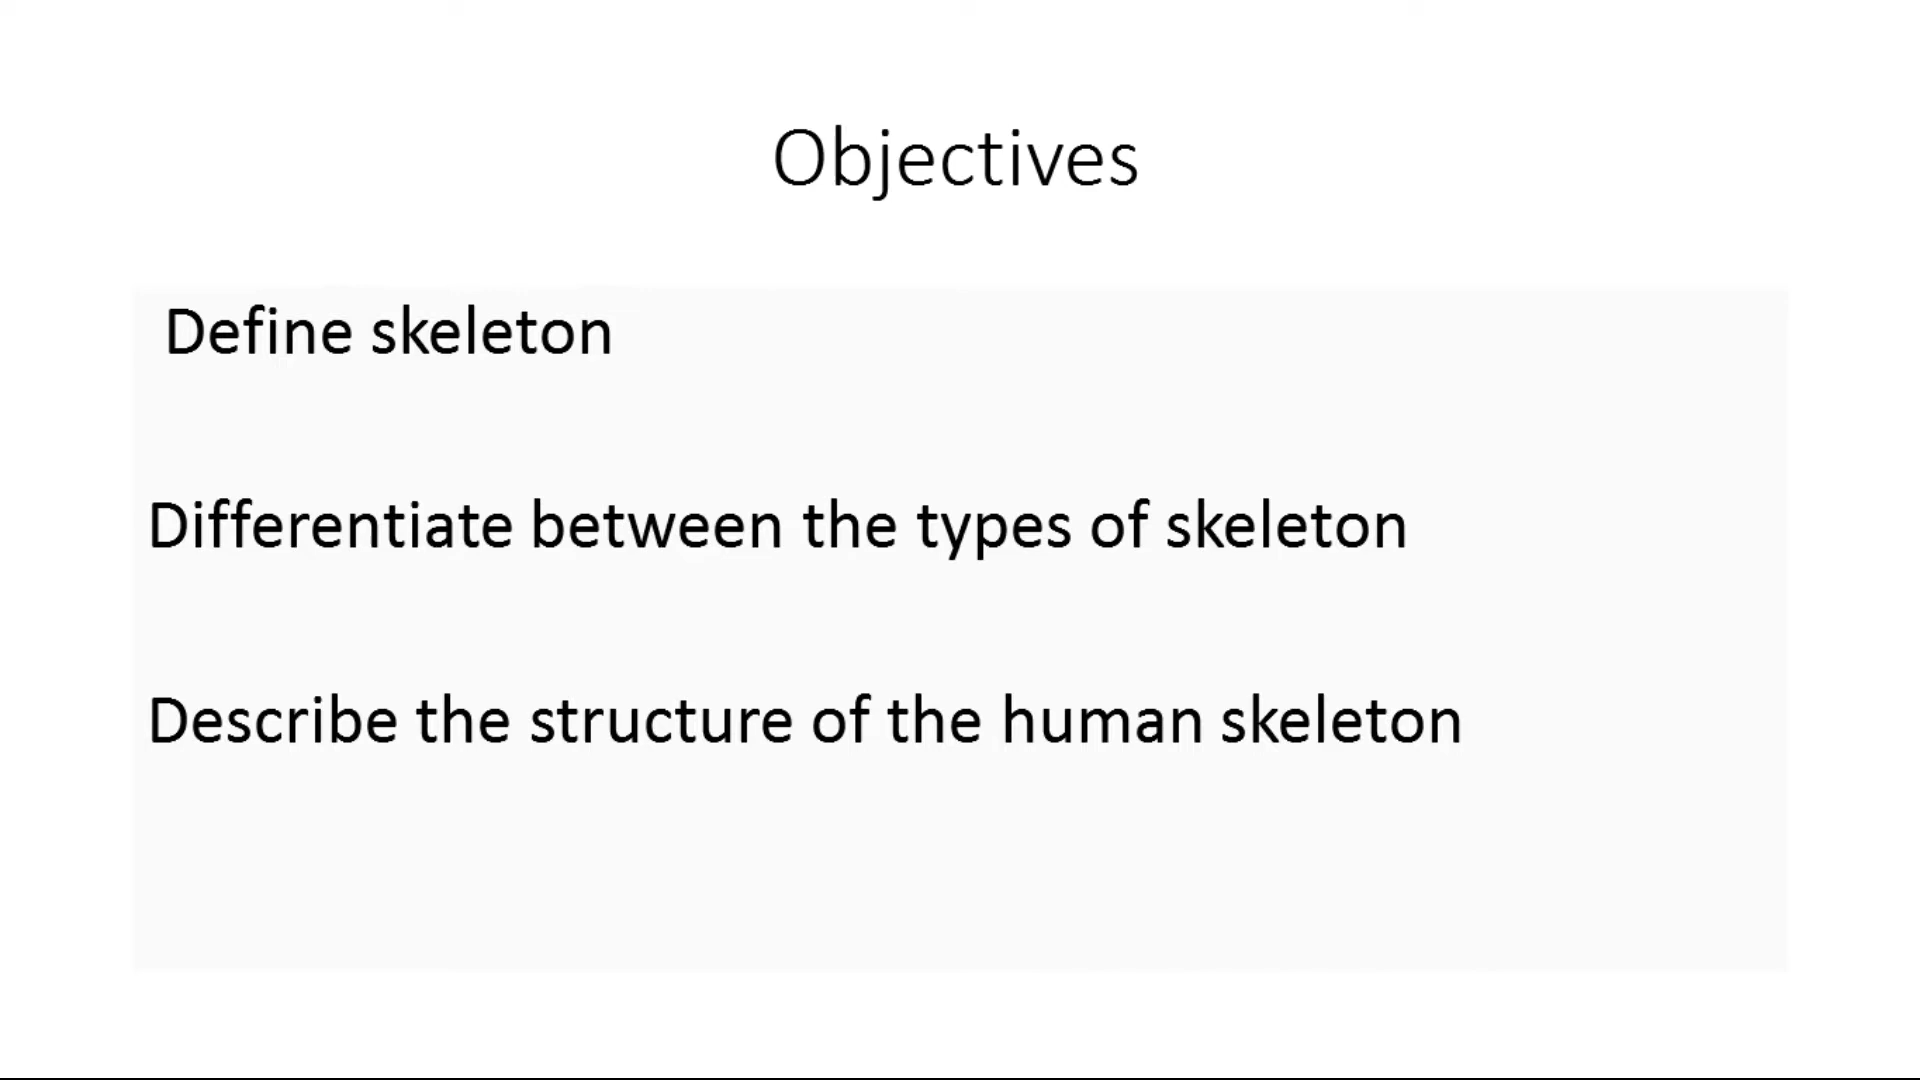 Objectives
Define skeleton
Differentiate between the types of skeleton
Describe the structure of the human skeleton